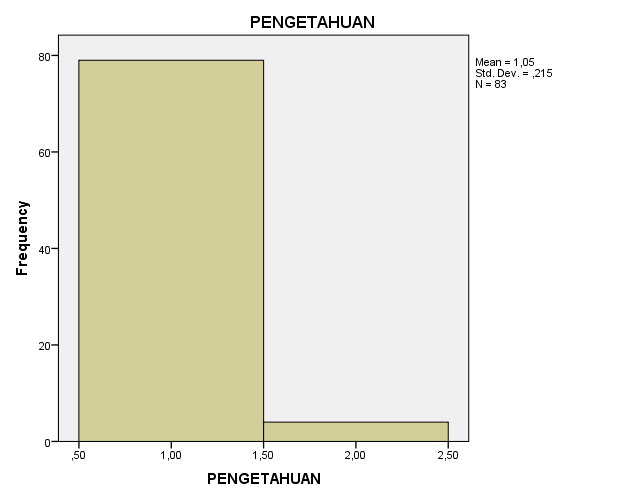 PENGETAHUAN
Mean = 1,05
Std. Dev. = ,215
N = 83
80
60
40
20
0
Frequency
,50
1,00
1,50
2,00
2,50
PENGETAHUAN